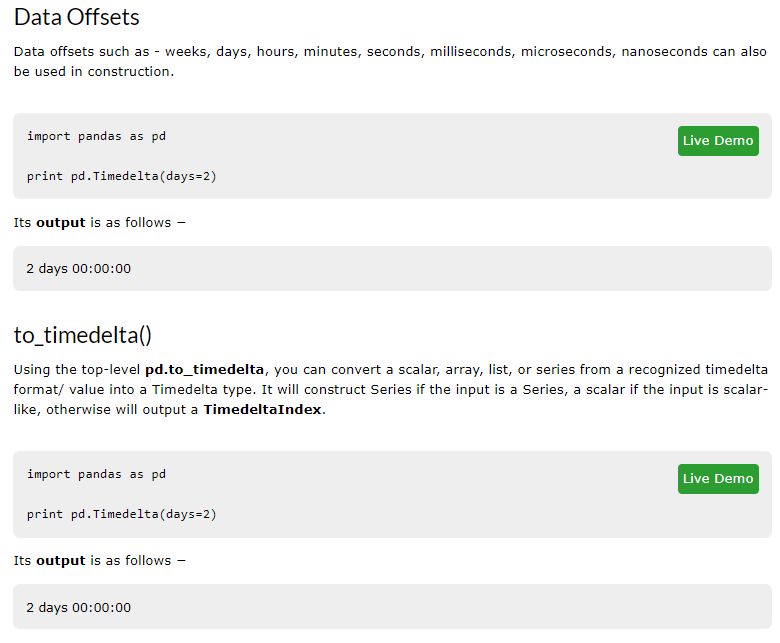 Data Offsets
Data offsets such as - weeks, days, hours, minutes, seconds, milliseconds, microseconds, nanoseconds can also
be used in construction.
import pandas as pd
Live Demo
print pd.Timedelta(days=2)
Its output is as follows −
2 days 00:00:00
to_timedelta()
Using the top-level pd.to_timedelta, you can convert a scalar, array, list, or series from a recognized timedelta
format/ value into a Timedelta type. It will construct Series if the input is a Series, a scalar if the input is scalar-
like, otherwise will output a TimedeltaIndex.
import pandas as pd
Live Demo
print pd.Timedelta(days=2)
Its output is as follows −
2 days 00:00:00